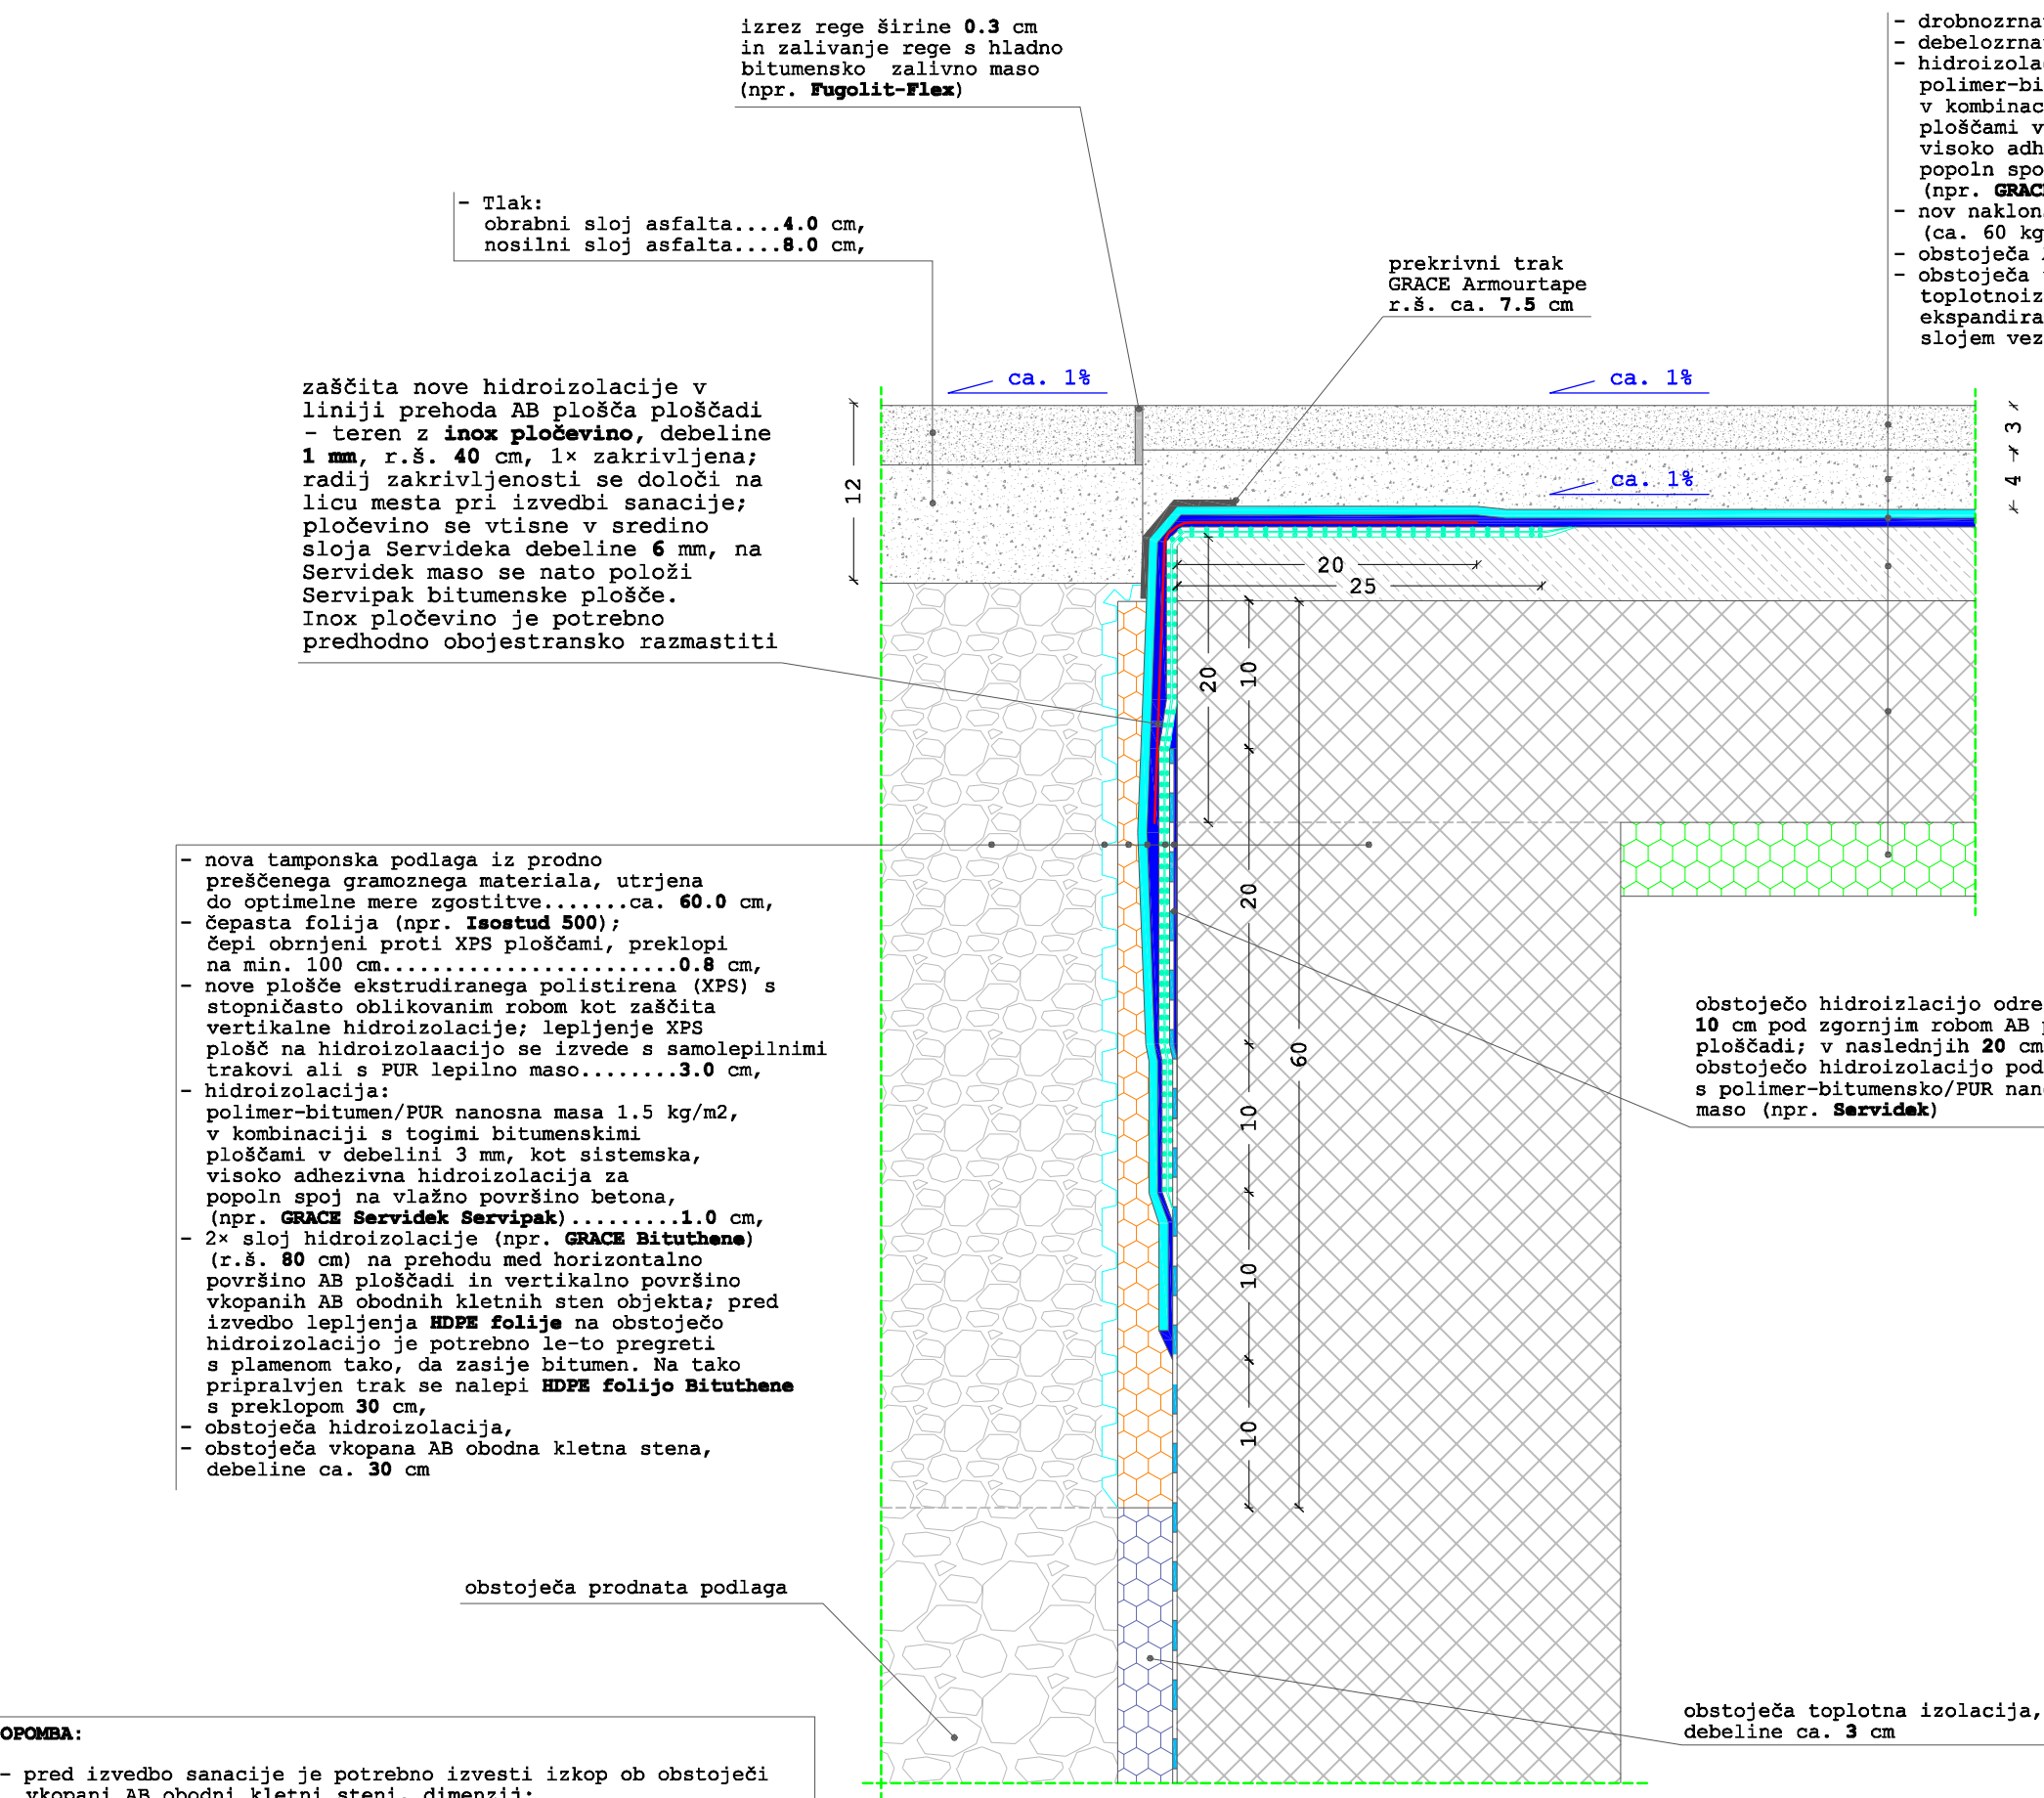 izrez rege širine 0.3 cm
in zalivanje rege s hladno
bitumensko  zalivno maso
(npr. Fugolit-Flex)
- Tlak:
obrabni sloj asfalta....4.0 cm,
nosilni sloj asfalta....8.0 cm,
prekrivni trak
GRACE Armourtape
r.š. ca. 7.5 cm
- drobnozrna
- debelozrna
- hidroizola
polimer-bi
v kombinac
ploščami v
visoko adh
popoln spo
(npr. GRAC
- nov naklon
(ca. 60 kg
- obstoječa
- obstoječa
toplotnoiz
ekspandira
slojem vez
zaščita nove hidroizolacije v
liniji prehoda AB plošča ploščadi
- teren z inox pločevino, debeline
1 mm, r.š. 40 cm, 1× zakrivljena;
radij zakrivljenosti se določi na
licu mesta pri izvedbi sanacije;
pločevino se vtisne v sredino
sloja Servideka debeline 6 mm, na
Servidek maso se nato položi
Servipak bitumenske plošče.
Inox pločevino je potrebno
predhodno obojestransko razmastiti
ca. 1%
ca. 1%
ca. 1%
12
3
4
20
25
20
10
20
60
10
10
10
- nova tamponska podlaga iz prodno
preščenega gramoznega materiala, utrjena
do optimelne mere zgostitve.......ca. 60.0 cm,
- čepasta folija (npr. Isostud 500);
čepi obrnjeni proti XPS ploščami, preklopi
na min. 100 cm........................0.8 cm,
- nove plošče ekstrudiranega polistirena (XPS) s
stopničasto oblikovanim robom kot zaščita
vertikalne hidroizolacije; lepljenje XPS
plošč na hidroizolaacijo se izvede s samolepilnimi
trakovi ali s PUR lepilno maso........3.0 cm,
- hidroizolacija:
polimer-bitumen/PUR nanosna masa 1.5 kg/m2,
v kombinaciji s togimi bitumenskimi
ploščami v debelini 3 mm, kot sistemska,
visoko adhezivna hidroizolacija za
popoln spoj na vlažno površino betona,
(npr. GRACE Servidek Servipak).........1.0 cm,
- 2× sloj hidroizolacije (npr. GRACE Bituthene)
(r.š. 80 cm) na prehodu med horizontalno
površino AB ploščadi in vertikalno površino
vkopanih AB obodnih kletnih sten objekta; pred
izvedbo lepljenja HDPE folije na obstoječo
hidroizolacijo je potrebno le-to pregreti
s plamenom tako, da zasije bitumen. Na tako
pripralvjen trak se nalepi HDPE folijo Bituthene
s preklopom 30 cm,
- obstoječa hidroizolacija,
- obstoječa vkopana AB obodna kletna stena,
debeline ca. 30 cm
obstoječo hidroizlacijo odre
10 cm pod zgornjim robom AB
ploščadi; v naslednjih 20 cm
obstoječo hidroizolacijo pod
s polimer-bitumensko/PUR nan
maso (npr. Servidek)
obstoječa prodnata podlaga
obstoječa toplotna izolacija,
debeline ca. 3 cm
OPOMBA:
- pred izvedbo sanacije je potrebno izvesti izkop ob obstoječi
vkopani AB obodni kletni steni, dimenzij: